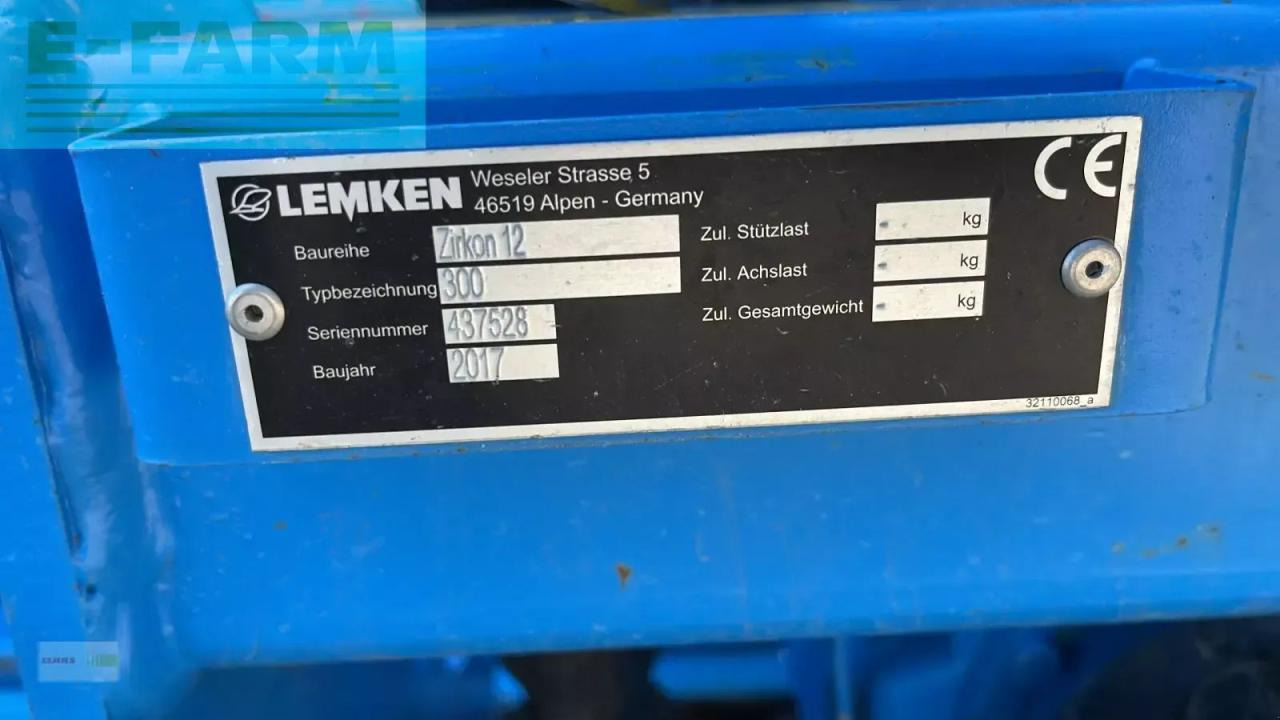 E-FARM
LEMKEN
Weseler Strasse 5
46519 Alpen - Germany
CE
Baureihe Zirkon 12
Typbezeichnung 300
Seriennummer 437528
Baujahr 2017
Zul. Stützlast - kg
Zul. Achslast - kg
Zul. Gesamtgewicht - kg
32110068_a
CLAAS